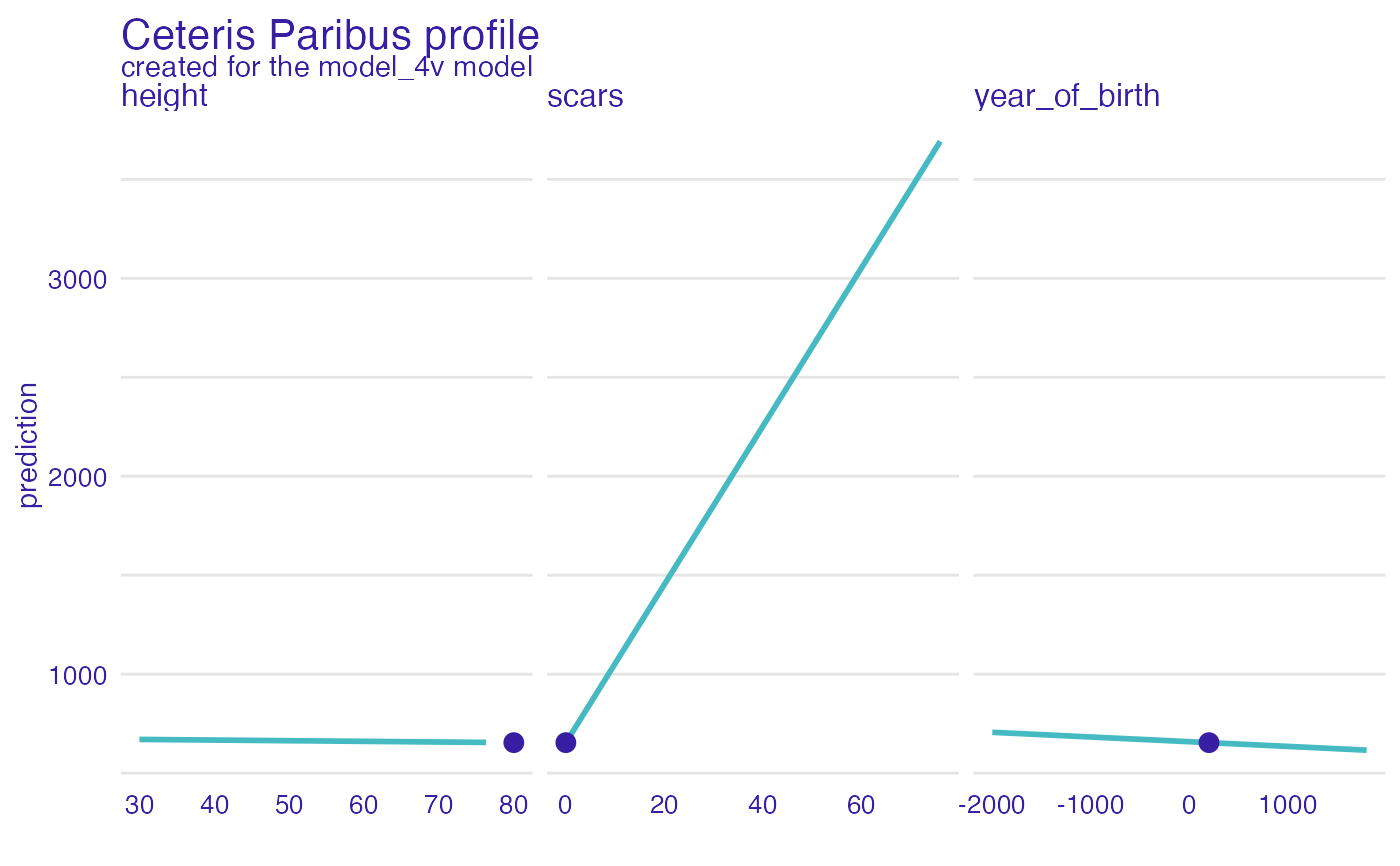 Ceteris Paribus profile
created for the model_4v model
height scars year_of_birth
3000
2000
1000
prediction
30 40 50 60 70 80 0 20 40 60 -2000 -1000 0 1000